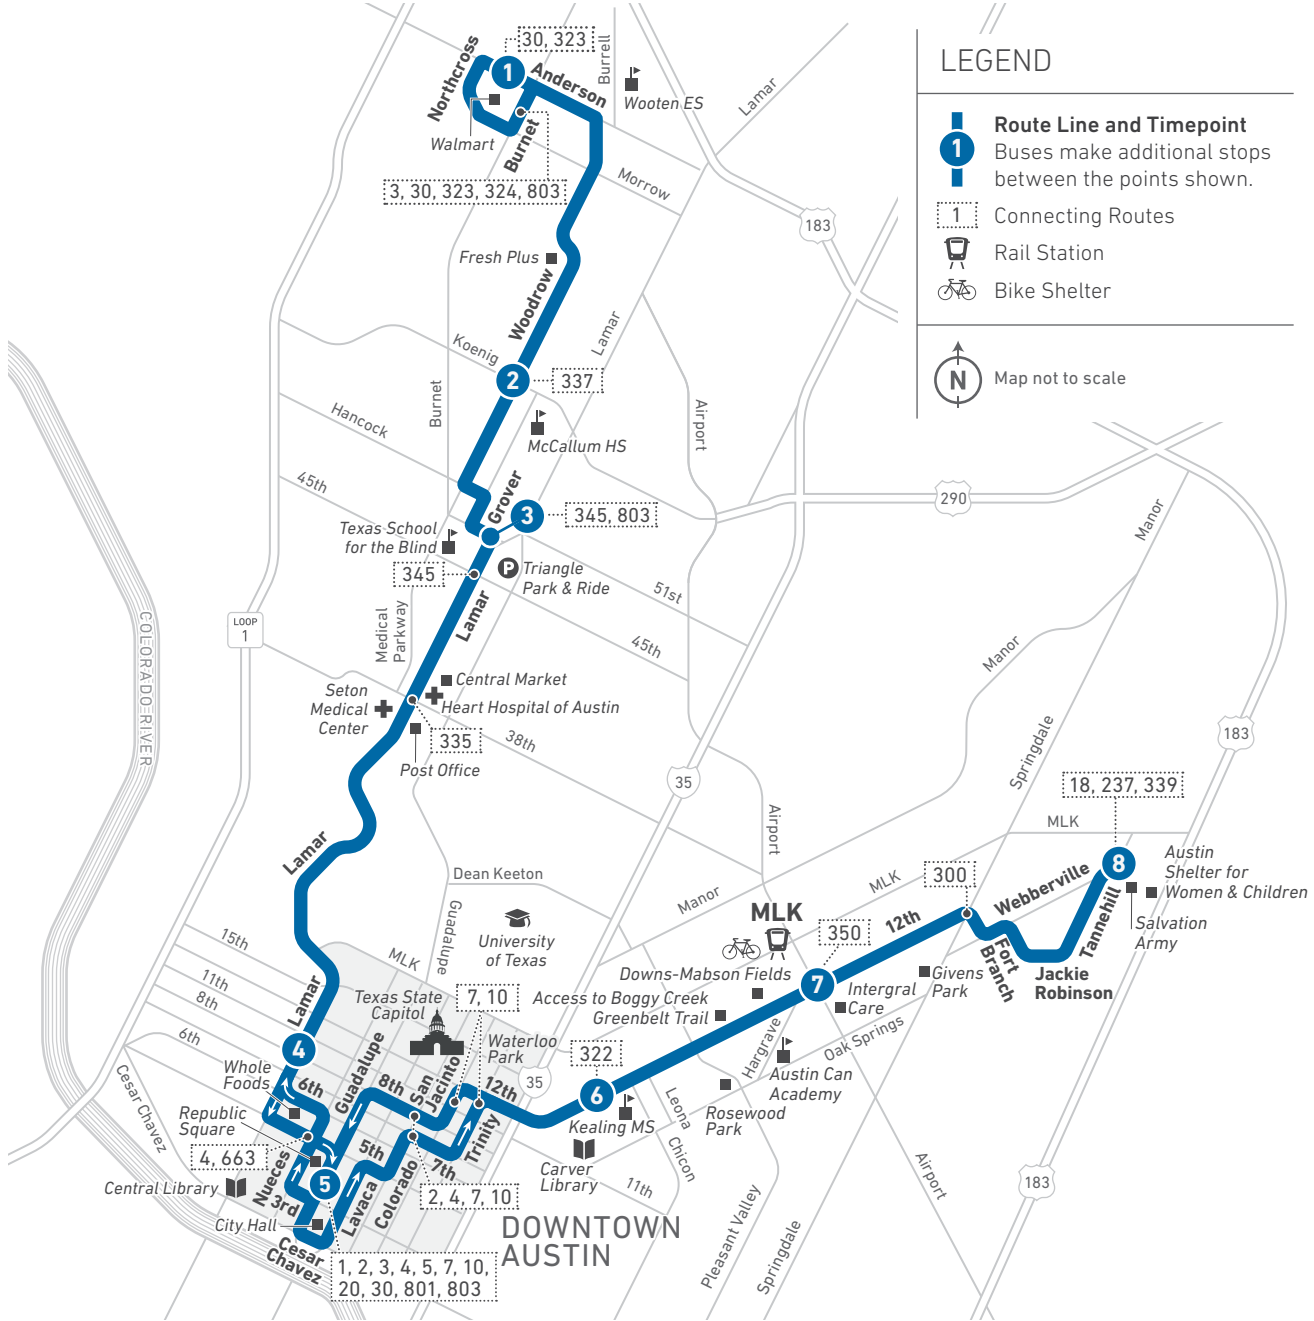 30, 323
Northcross
1
Anderson
Burrell
Wooten ES
Lamar
Walmart
Burnet
3, 30, 323, 324, 803
Morrow
183
Fresh Plus
Woodrow
Lamar
Koenig
2
337
Burnet
Hancock
Airport
McCallum HS
45th
Grover
3
345, 803
290
Manor
Texas School
for the Blind
345
P
Triangle
Park & Ride
51st
LOOP
1
COLORADO RIVER
Medical
Parkway
Lamar
45th
Manor
Seton
Medical
Center
Central Market
Heart Hospital of Austin
335
38th
Post Office
Springdale
183
35
18, 237, 339
Airport
MLK
Lamar
Dean Keeton
8
Austin
Shelter for
Women & Children
Manor
MLK
300
Webberville
Tannehill
Salvation
Army
Guadalupe
University
of Texas
MLK
350
12th
15th
MLK
Fort
Branch
Jackie
Robinson
11th
8th
Lamar
Texas State
Capitol
7, 10
Downs-Mabson Fields
7
Givens
Park
Intergral
Care
Access to Boggy Creek
Greenbelt Trail
6th
4
Guadalupe
Waterloo
Park
322
Hargrave
Oak Springs
Whole
Foods
6th
8th
San
Jacinto
12th
35
6
Austin Can
Academy
Cesar Chavez
Republic
Square
Kealing MS
Leona
Rosewood
Park
4, 663
5th
7th
Trinity
Carver
Library
Chicon
Central Library
Nueces
5
3rd
Lavaca
Colorado
2, 4, 7, 10
11th
Airport
183
City Hall
Cesar
Chavez
DOWNTOWN
AUSTIN
Pleasant Valley
Springdale
1, 2, 3, 4, 5, 7, 10,
20, 30, 801, 803
LEGEND
1
Route Line and Timepoint
Buses make additional stops
between the points shown.
1
Connecting Routes
Rail Station
Bike Shelter
N
Map not to scale